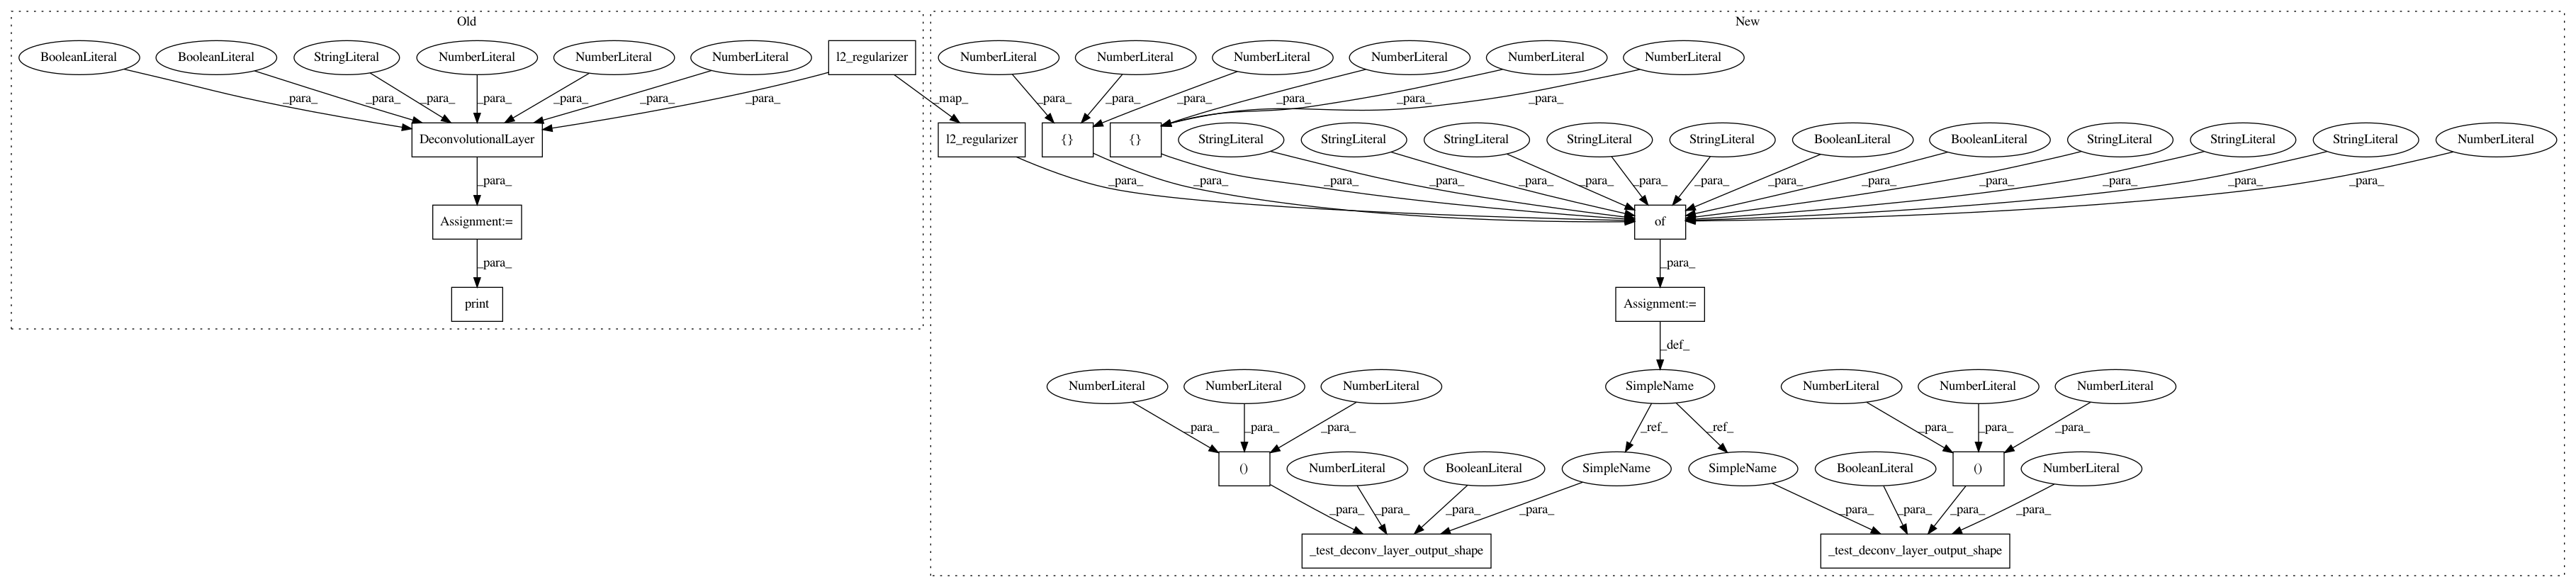 Old
New
BooleanLiteral BooleanLiteral StringLiteral NumberLiteral NumberLiteral NumberLiteral l2_regularizer NumberLiteral NumberLiteral NumberLiteral NumberLiteral NumberLiteral NumberLiteral
_para_ _para_ _para_ _para_ _para_ _para_ _para_ _map_ _para_ _para_ _para_ _para_ _para_ _para_
DeconvolutionalLayer l2_regularizer {} {} StringLiteral StringLiteral StringLiteral StringLiteral StringLiteral BooleanLiteral BooleanLiteral StringLiteral StringLiteral StringLiteral NumberLiteral
_para_ _para_ _para_ _para_ _para_ _para_ _para_ _para_ _para_ _para_ _para_ _para_ _para_ _para_ _para_
Assignment:= of
_para_ _para_
print Assignment:=
_def_
NumberLiteral NumberLiteral NumberLiteral SimpleName NumberLiteral NumberLiteral NumberLiteral
_para_ _para_ _para_ _ref_ _ref_ _para_ _para_ _para_
() NumberLiteral BooleanLiteral SimpleName SimpleName BooleanLiteral () NumberLiteral
_para_ _para_ _para_ _para_ _para_ _para_ _para_ _para_
_test_deconv_layer_output_shape _test_deconv_layer_output_shape